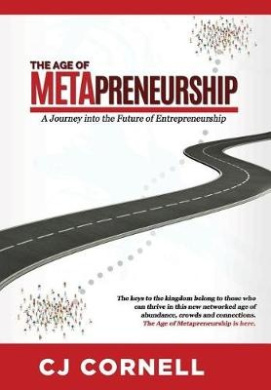 THE AGE OF
METAPRENEURSHIP
A Journey into the Future of Entrepreneurship
The keys to the kingdom belong to those who
can thrive in this new networked age of
abundance, crowds and connections.
The Age of Metapreneurship is here.
CJ CORNELL